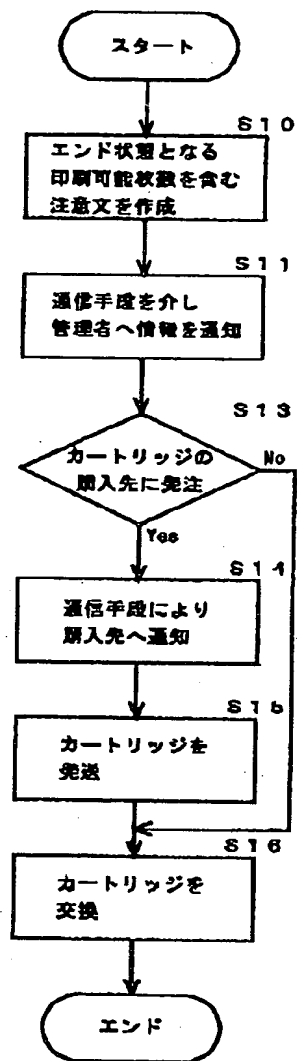 スタート
S10
エンド状態となる
印刷可能枚数を含む
注意文を作成
S11
通信手段を介し
管理者へ情報を通知
S13
カートリッジの
購入先に発注
No
Yes
S14
通信手段により
購入先へ通知
S15
カートリッジを
発送
S16
カートリッジを
交換
エンド